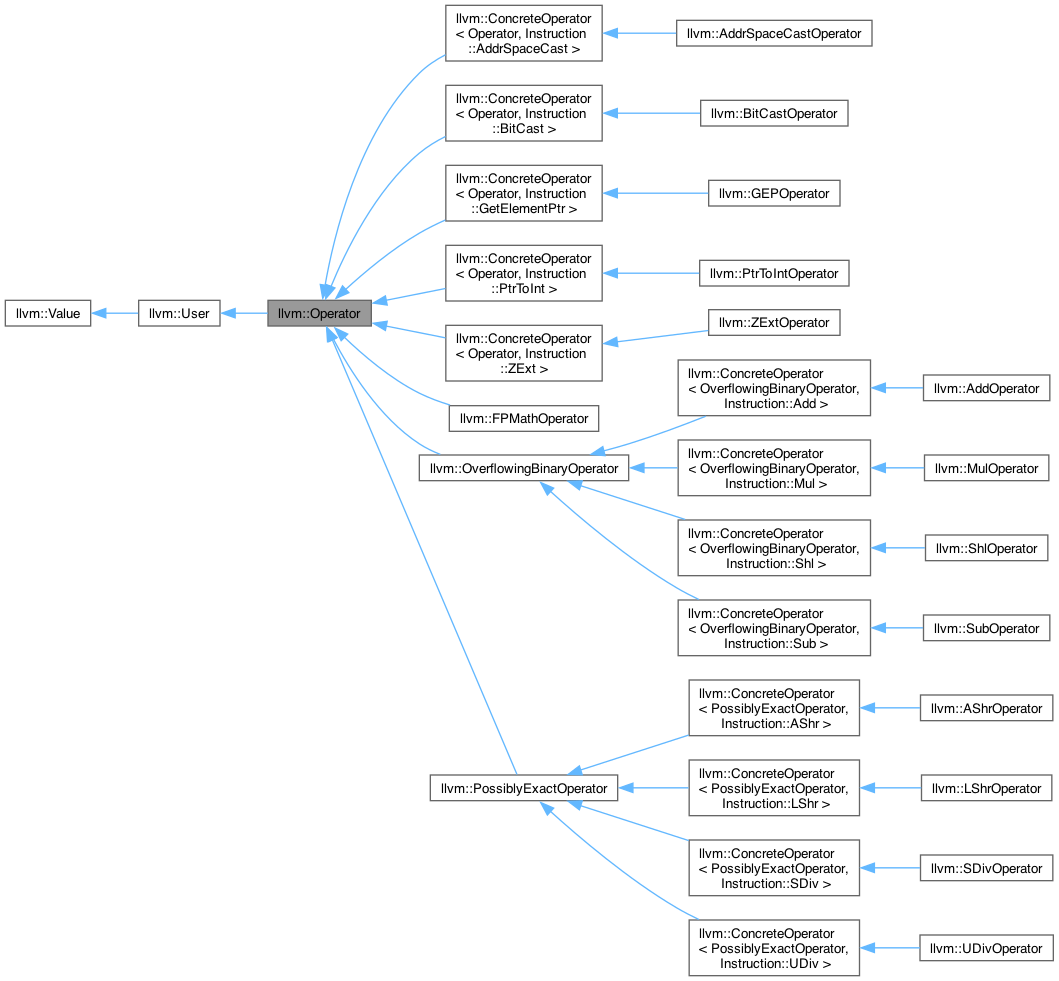 llvm::ConcreteOperator
< Operator, Instruction
::AddrSpaceCast >
llvm::AddrSpaceCastOperator
llvm::ConcreteOperator
< Operator, Instruction
::BitCast >
llvm::BitCastOperator
llvm::ConcreteOperator
< Operator, Instruction
::GetElementPtr >
llvm::GEPOperator
llvm::ConcreteOperator
< Operator, Instruction
::PtrToInt >
llvm::PtrToIntOperator
llvm::Value
llvm::User
llvm::Operator
llvm::ConcreteOperator
< Operator, Instruction
::ZExt >
llvm::ZExtOperator
llvm::FPMathOperator
llvm::OverflowingBinaryOperator
llvm::ConcreteOperator
< OverflowingBinaryOperator,
Instruction::Add >
llvm::AddOperator
llvm::ConcreteOperator
< OverflowingBinaryOperator,
Instruction::Mul >
llvm::MulOperator
llvm::ConcreteOperator
< OverflowingBinaryOperator,
Instruction::Shl >
llvm::ShlOperator
llvm::ConcreteOperator
< OverflowingBinaryOperator,
Instruction::Sub >
llvm::SubOperator
llvm::PossiblyExactOperator
llvm::ConcreteOperator
< PossiblyExactOperator,
Instruction::AShr >
llvm::AShrOperator
llvm::ConcreteOperator
< PossiblyExactOperator,
Instruction::LShr >
llvm::LShrOperator
llvm::ConcreteOperator
< PossiblyExactOperator,
Instruction::SDiv >
llvm::SDivOperator
llvm::ConcreteOperator
< PossiblyExactOperator,
Instruction::UDiv >
llvm::UDivOperator